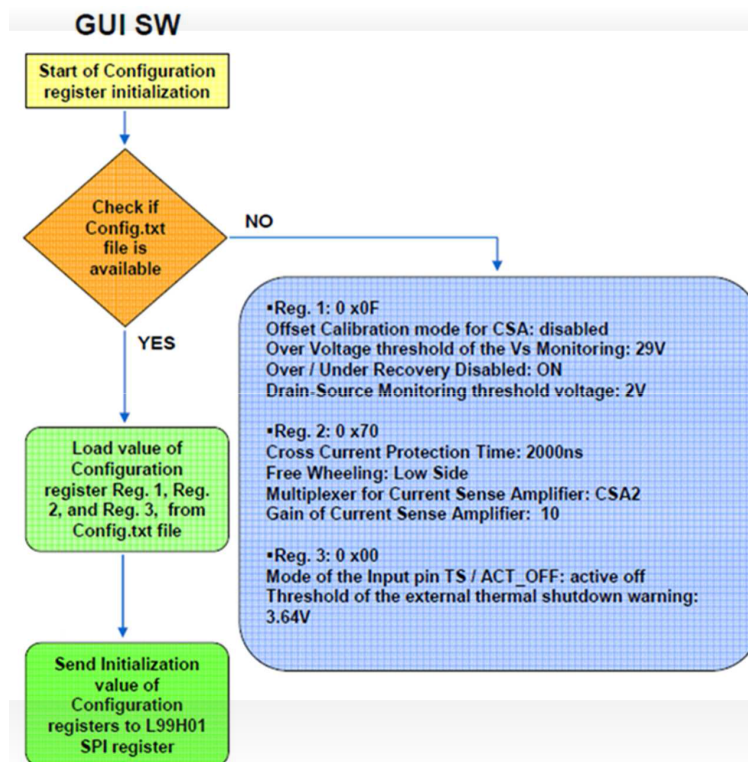 GUI SW
Start of Configuration
register initialization
Check if
Config.txt
file is
available
NO
YES
▪Reg. 1: 0 x0F
Offset Calibration mode for CSA: disabled
Over Voltage threshold of the Vs Monitoring: 29V
Over / Under Recovery Disabled: ON
Drain-Source Monitoring threshold voltage: 2V
▪Reg. 2: 0 x70
Cross Current Protection Time: 2000ns
Free Wheeling: Low Side
Multiplexer for Current Sense Amplifier: CSA2
Gain of Current Sense Amplifier: 10
▪Reg. 3: 0 x00
Mode of the Input pin TS / ACT_OFF: active off
Threshold of the external thermal shutdown warning:
3.64V
Load value of
Configuration
register Reg. 1, Reg.
2, and Reg. 3, from
Config.txt file
Send Initialization
value of
Configuration
registers to L99H01
SPI register